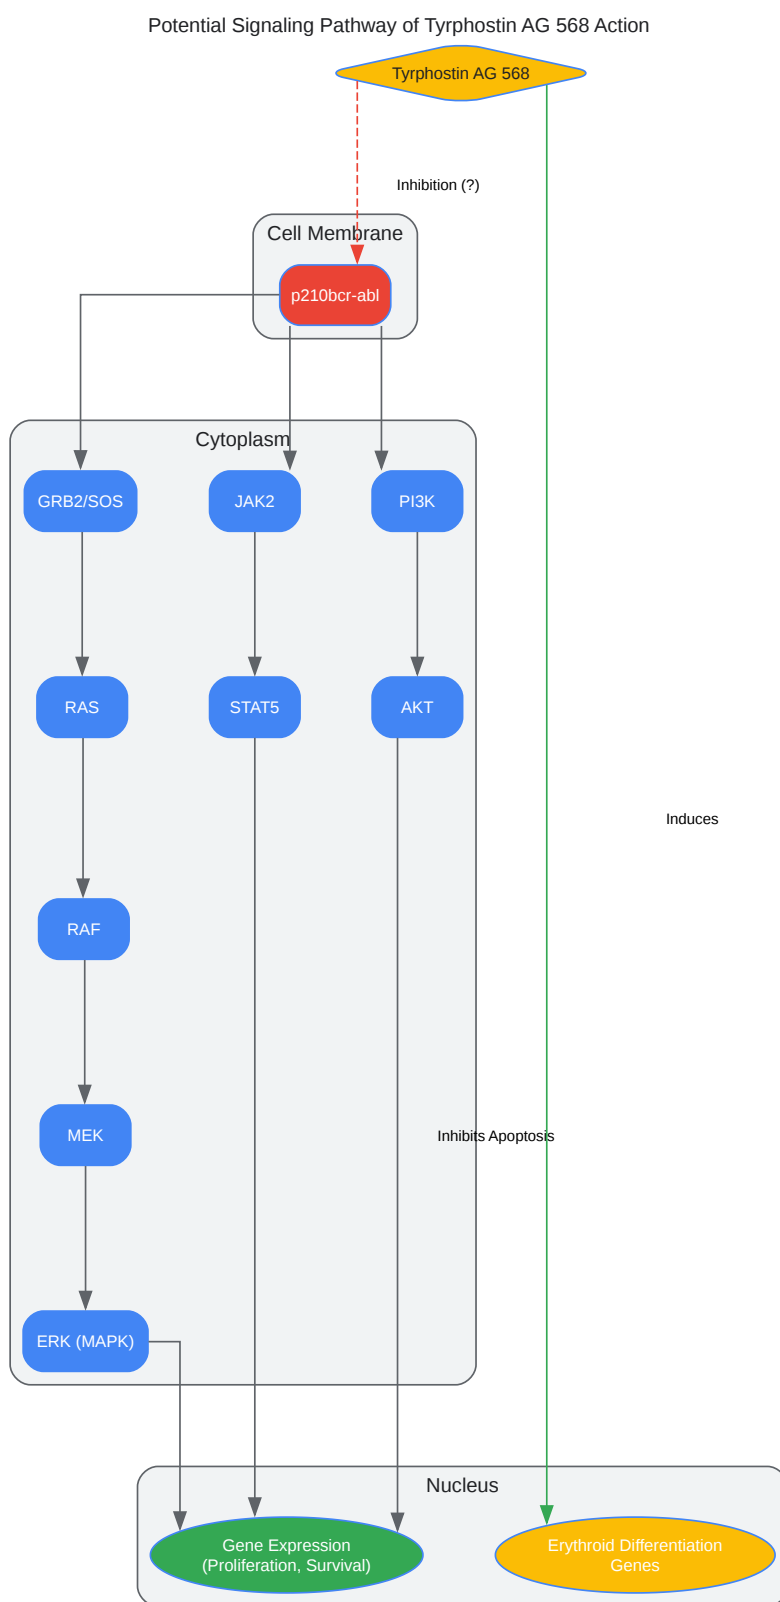 Potential Signaling Pathway of Tyrphostin AG 568 Action
Tyrphostin AG 568
Inhibition (?)
Cell Membrane
p210bcr-abl
Cytoplasm
GRB2/SOS
JAK2
PI3K
RAS
STAT5
AKT
Induces
RAF
MEK
Inhibits Apoptosis
ERK (MAPK)
Nucleus
Gene Expression
(Proliferation, Survival)
Erythroid Differentiation
Genes